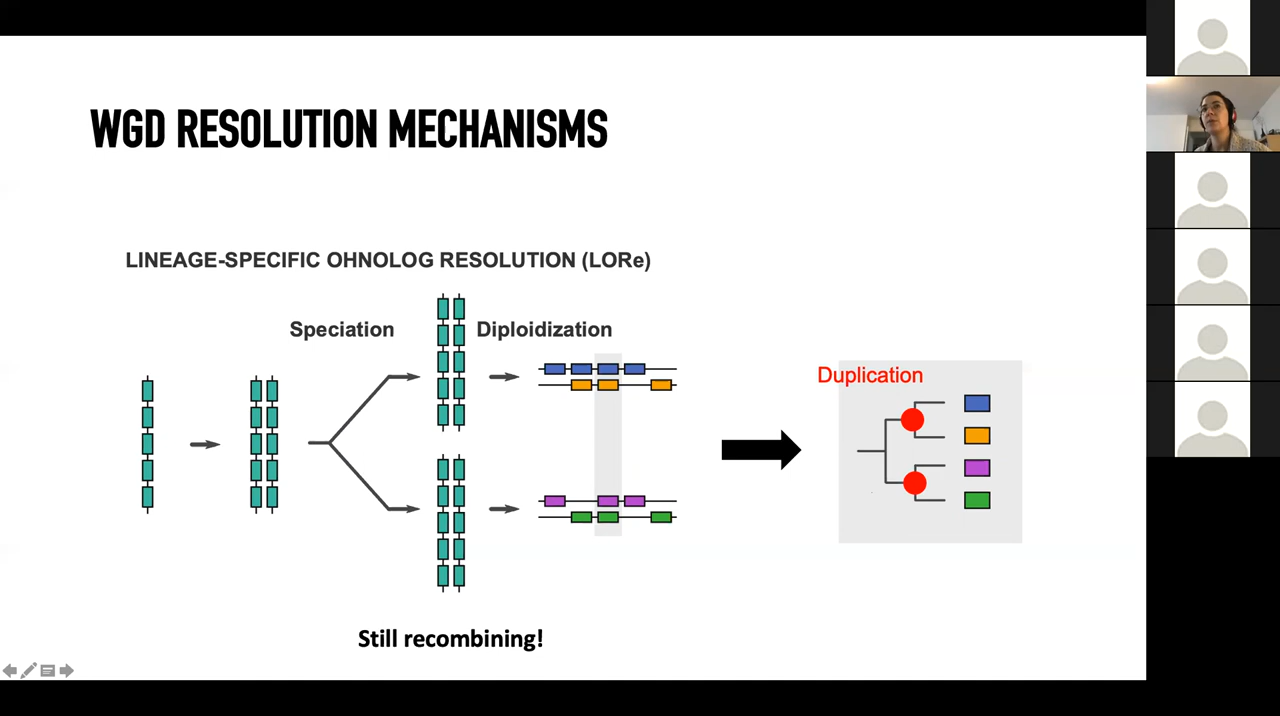 WGD RESOLUTION MECHANISMS
LINEAGE-SPECIFIC OHNOLOG RESOLUTION (LORe)
Speciation
Diploidization
Duplication
Still recombining!